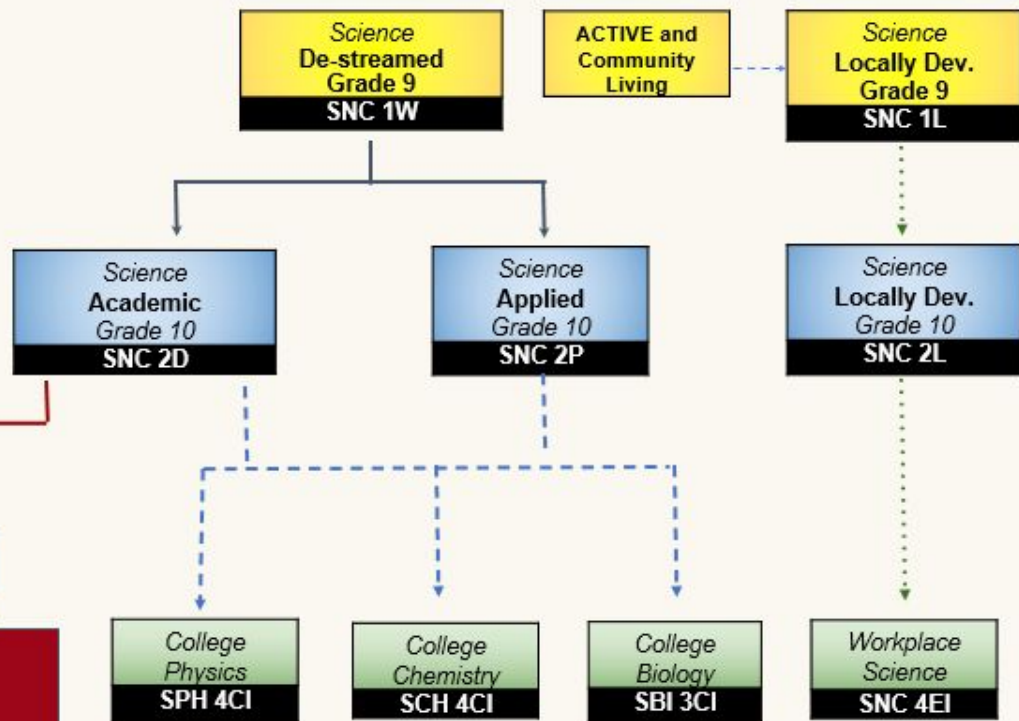 Science
De-streamed
Grade 9
SNC 1W
ACTIVE and
Community
Living
Science
Locally Dev.
Grade 9
SNC 1L
Science
Academic
Grade 10
SNC 2D
Science
Applied
Grade 10
SNC 2P
Science
Locally Dev.
Grade 10
SNC 2L
College
Physics
SPH 4CI
College
Chemistry
SCH 4CI
College
Biology
SBI 3CI
Workplace
Science
SNC 4EI